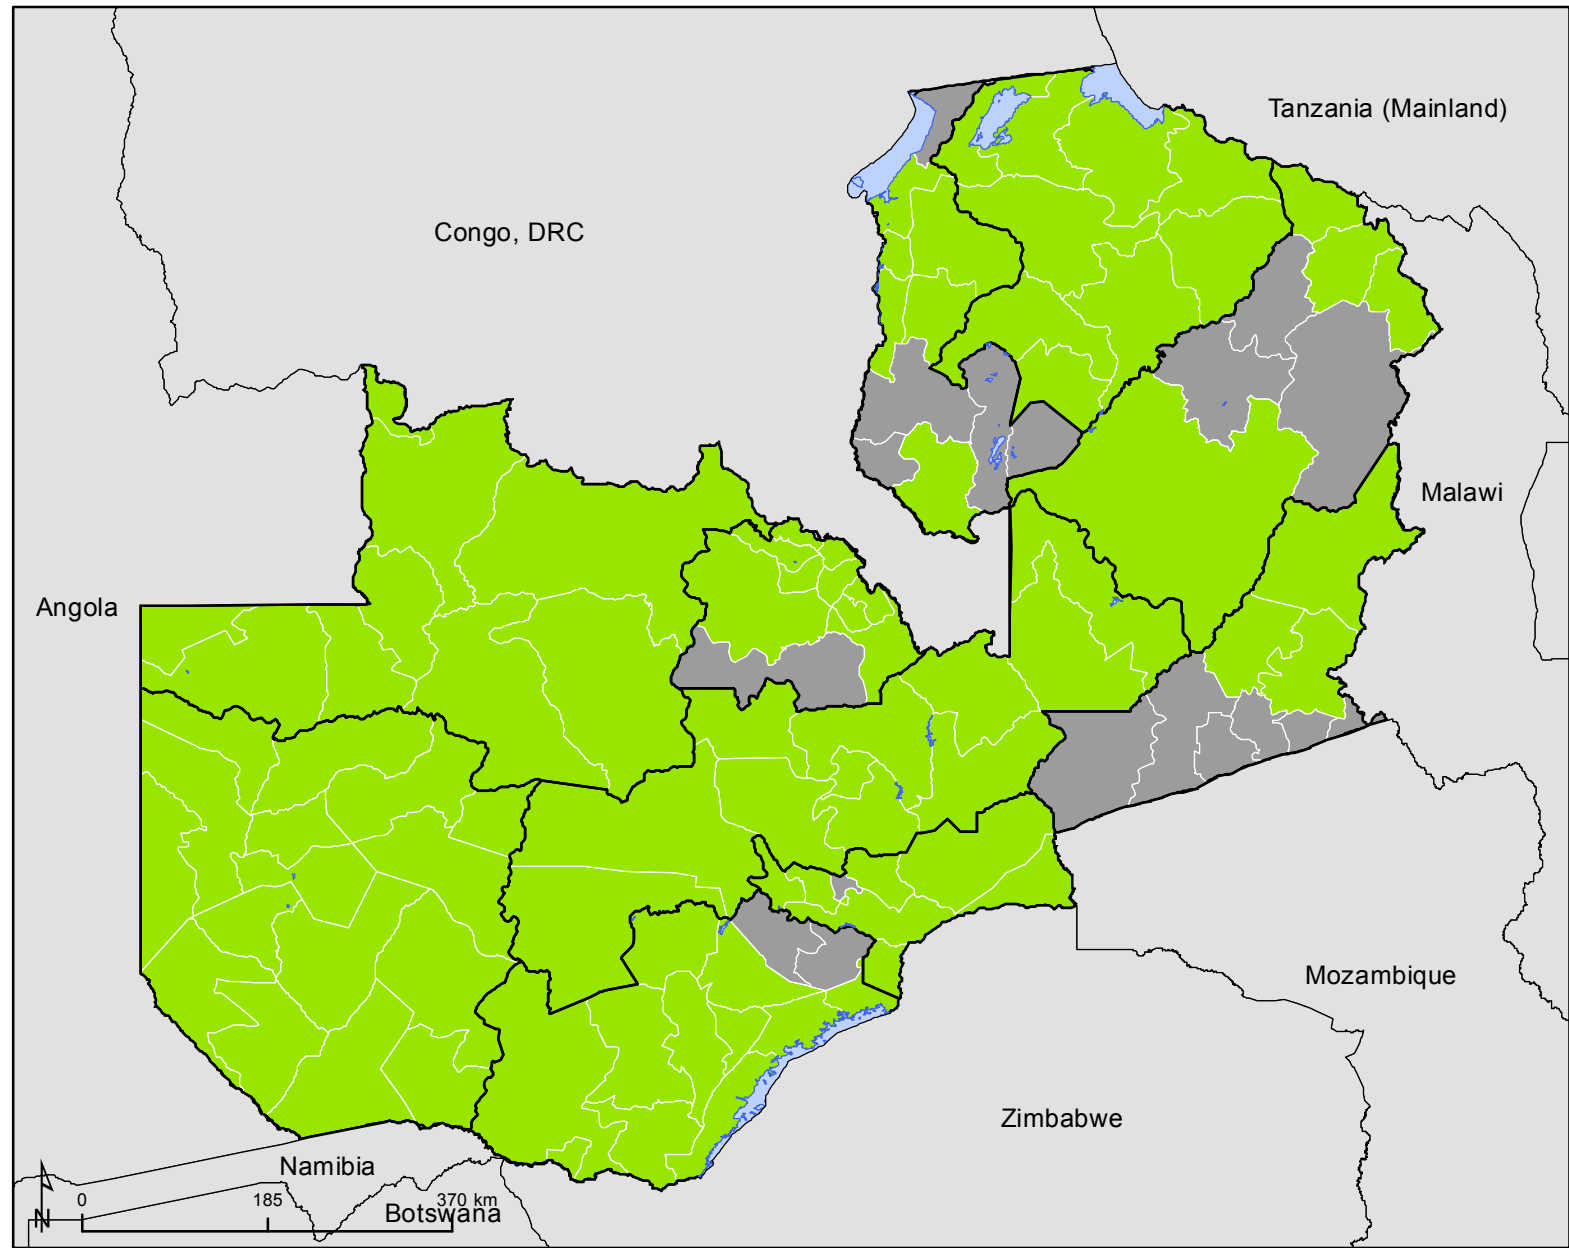 Tanzania (Mainland)
Congo, DRC
Malawi
Angola
Mozambique
Zimbabwe
Namibia
0 185 370 km
Botswana
N